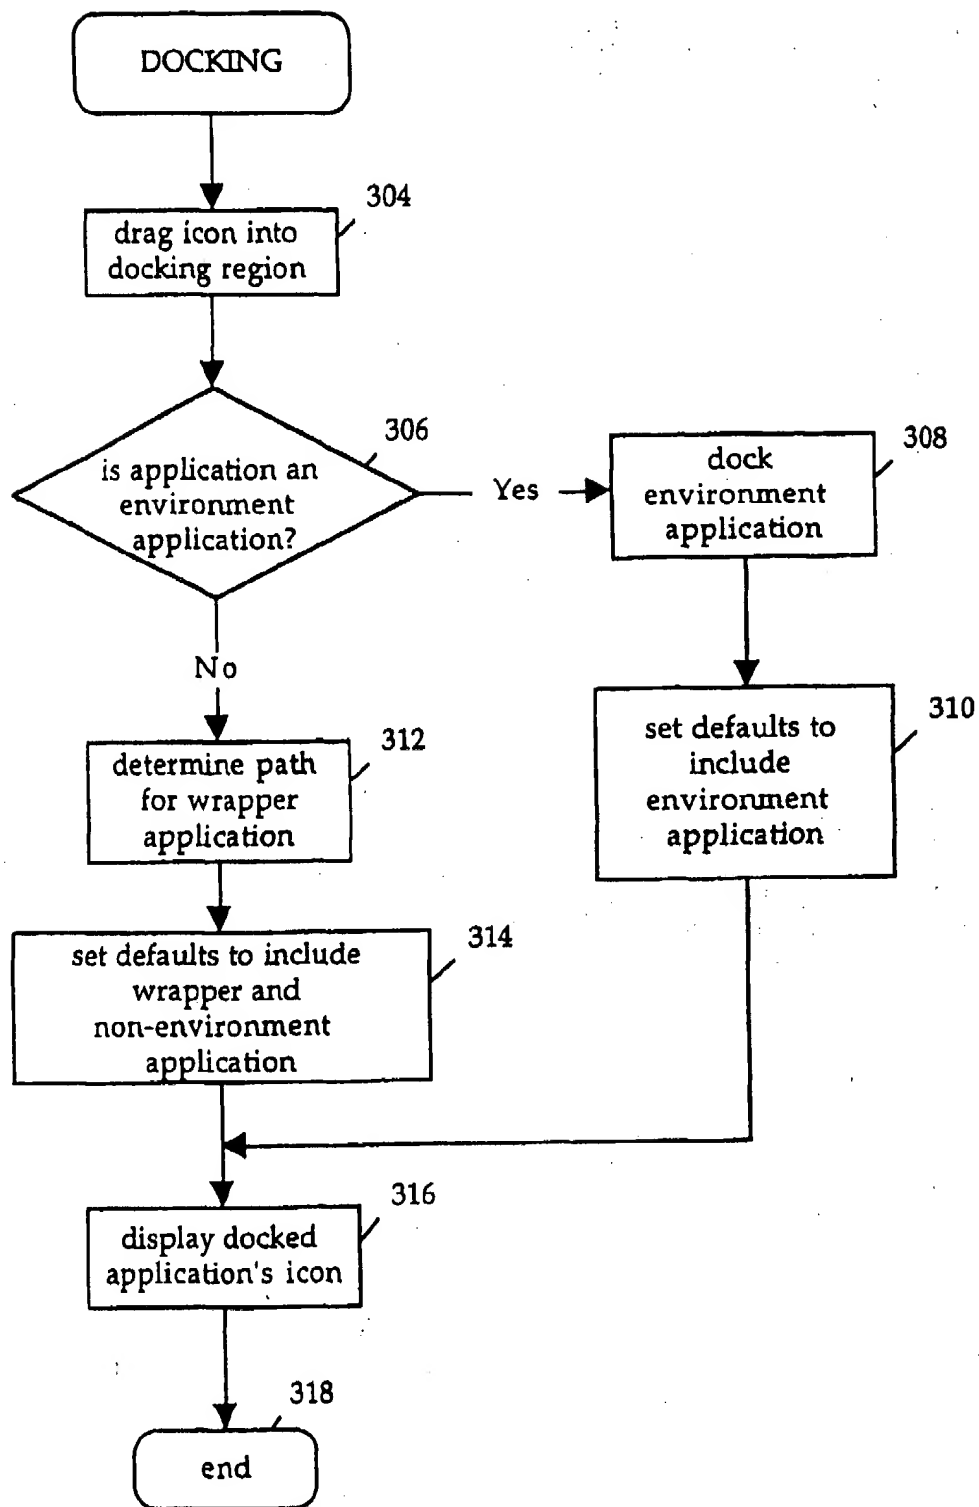 DOCKING
304
drag icon into
docking region
306
is application an
environment
application?
Yes
308
dock
environment
application
No
310
set defaults to
include
environment
application
312
determine path
for wrapper
application
314
set defaults to include
wrapper and
non-environment
application
316
display docked
application's icon
318
end